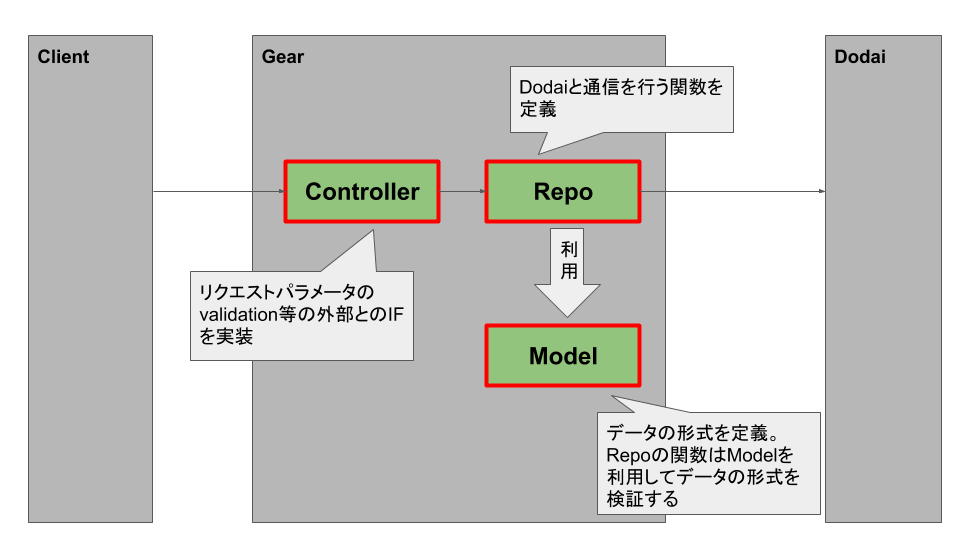 Client
Gear
Dodai
Dodaiと通信を行う関数を
定義
Controller
Repo
利
用
リクエストパラメータの
validation等の外部とのIF
を実装
Model
データの形式を定義。
Repoの関数はModelを
利用してデータの形式を
検証する